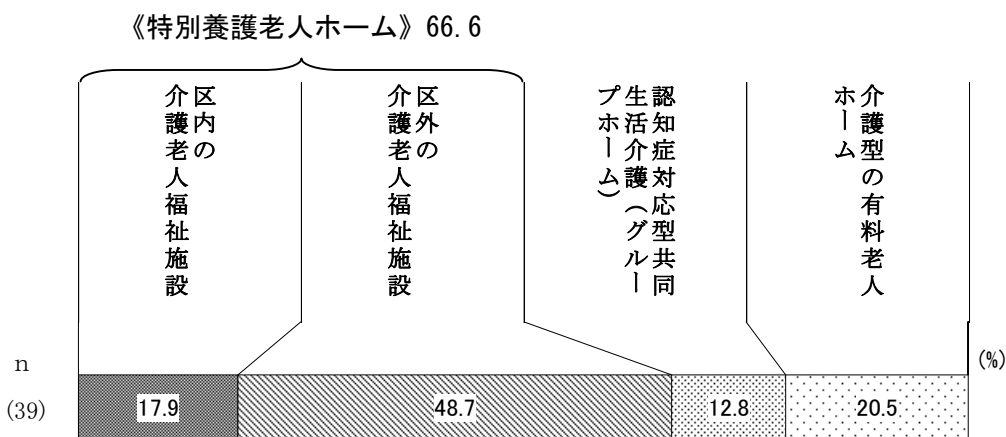 《特別養護老人ホーム》66.6
区内の
介護老人福祉施設
区外の
介護老人福祉施設
認知症対応型共同
生活介護（グルー
プホーム）
介護型の有料老人
ホーム
n
(%)
(39)
17.9
48.7
12.8
20.5